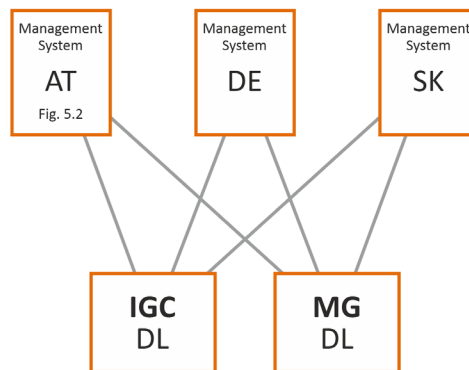 Management
System
AT
Fig. 5.2
Management
System
DE
Management
System
SK
IGC
DL
MG
DL